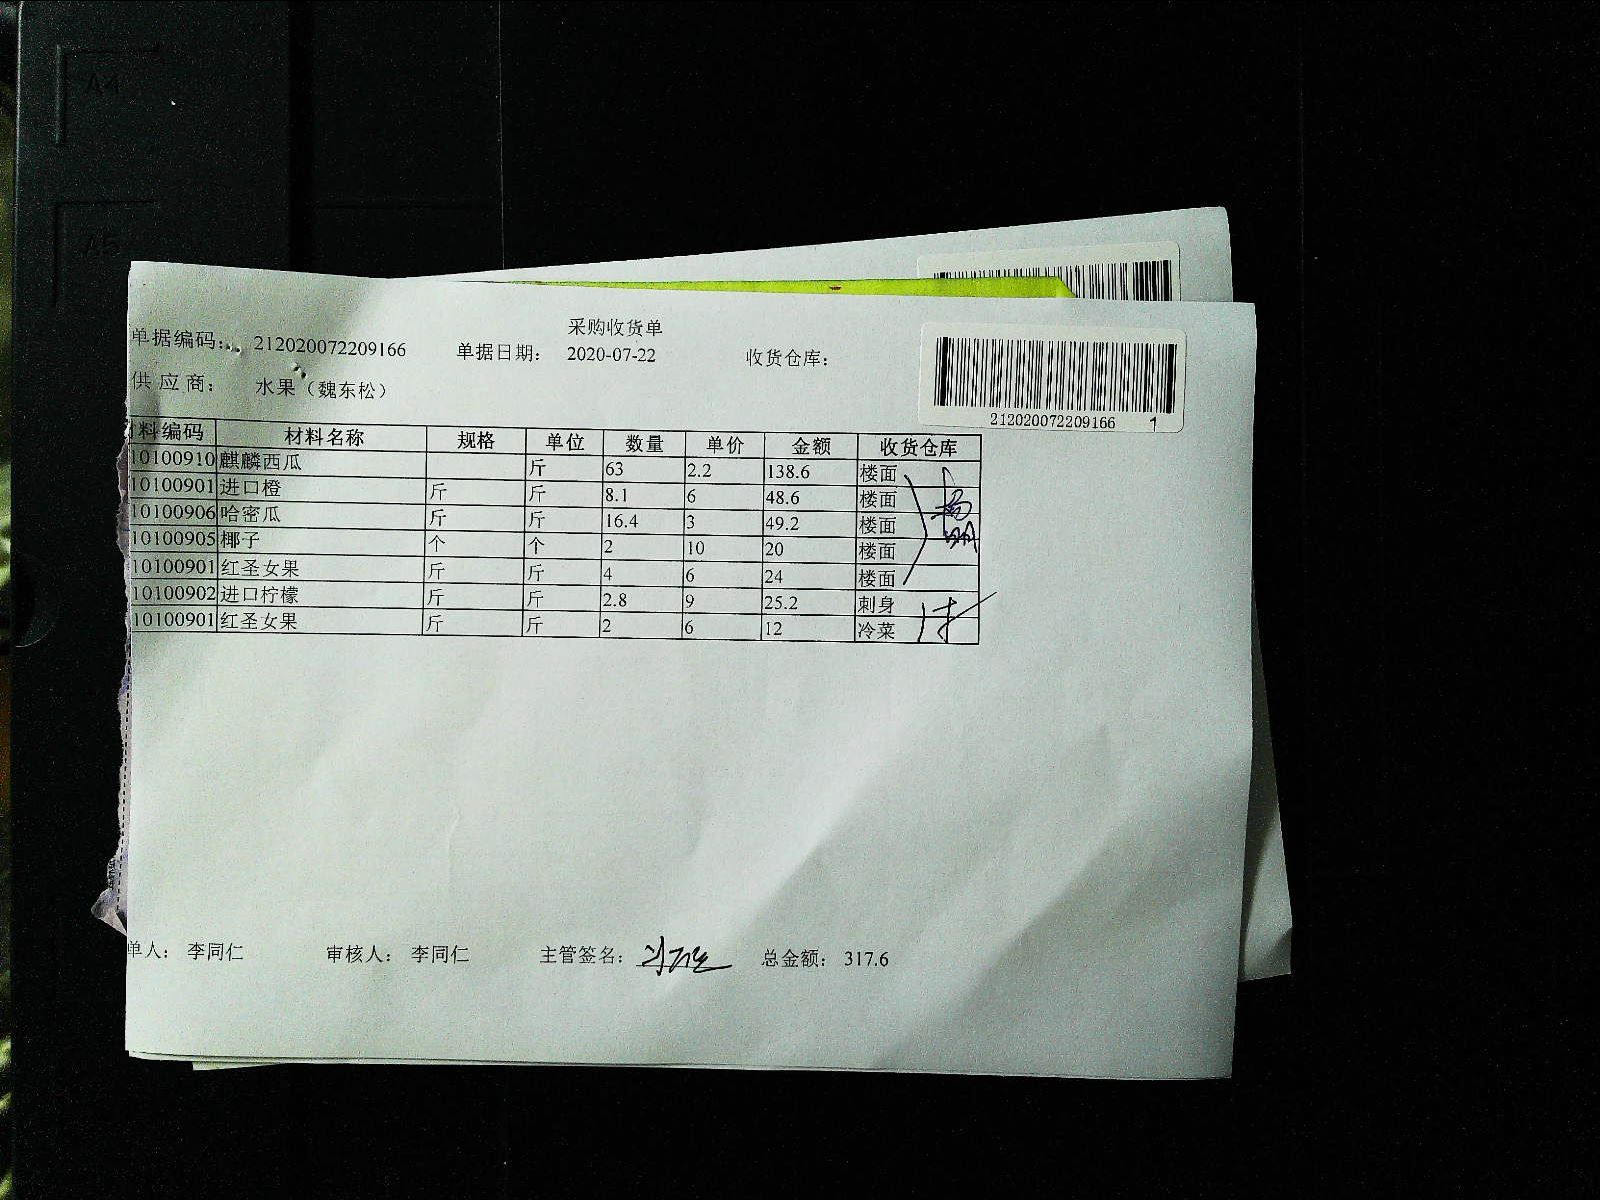 A4
A5
采购收货单
单据编码： 212020072209166 单据日期： 2020-07-22 收货仓库：
供应商： 水果（魏东松）
212020072209166 1
料编码 材料名称 规格 单位 数量 单价 金额 收货仓库
10100910 麒麟西瓜 斤 63 2.2 138.6 楼面
10100901 进口橙 斤 斤 8.1 6 48.6 楼面
10100906 哈密瓜 斤 斤 16.4 3 49.2 楼面
10100905 椰子 个 个 2 10 20 楼面
10100901 红圣女果 斤 斤 4 6 24 楼面
10100902 进口柠檬 斤 斤 2.8 9 25.2 刺身
10100901 红圣女果 斤 斤 2 6 12 冷菜
单人： 李同仁 审核人： 李同仁 主管签名： 总金额： 317.6